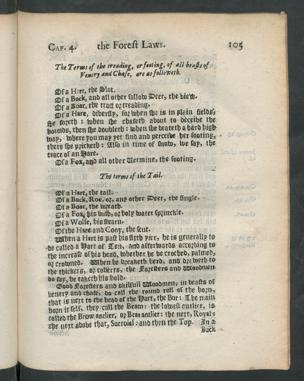 CAP. 4. the Forest Laws. 105
The Terms of the treading, or footing, of all beasts of
Venery and Chase, are as followeth.
Of a Hart, the Slot.
Of a Buck, and all other fallow Deer, the view.
Of a Boar, the tract or treading.
Of a Hare, diversly, for when she is in plain fields,
she soreth: when she chaseth about to deceive the
hounds, then she doubleth: when she beateth a hard high
way, where you may yet find and perceive her footing,
there she pricketh: Also in time of snow, we say, the
trace of an Hare.
Of a Fox, and all other Vermine, the footing.
The terms of the Tail.
Of a Hart, the tail.
Of a Buck, Roe, or, any other Deer, the single.
Of a Boar, the wreath.
Of a Fox, his bush, or holy water sprinckle.
Of a Wolfe, his stearn.
Of the Hare and Cony, the scut.
When a Hart is past his sixth year, he is generally to
be called a Hart of Ten, and afterwards according to
the increase of his head, whether he be croched, palmed,
or crowned. When he breaketh herd, and draweth to
the thickets, or coverts, the Foresters and Woodmen
do say, he taketh his hold.
Good Foresters and skilfull Woodmen, in beasts of
venery and chase, do call the round roll of the horn,
that is next to the head of the Hart, the Bur: The main
horn it self, they call the Beam: the lowest antlier, is
called the Brow antlier, or Bes antlier: the next, Royal:
the next above that, Surroial: and then the Top. In a
Buck